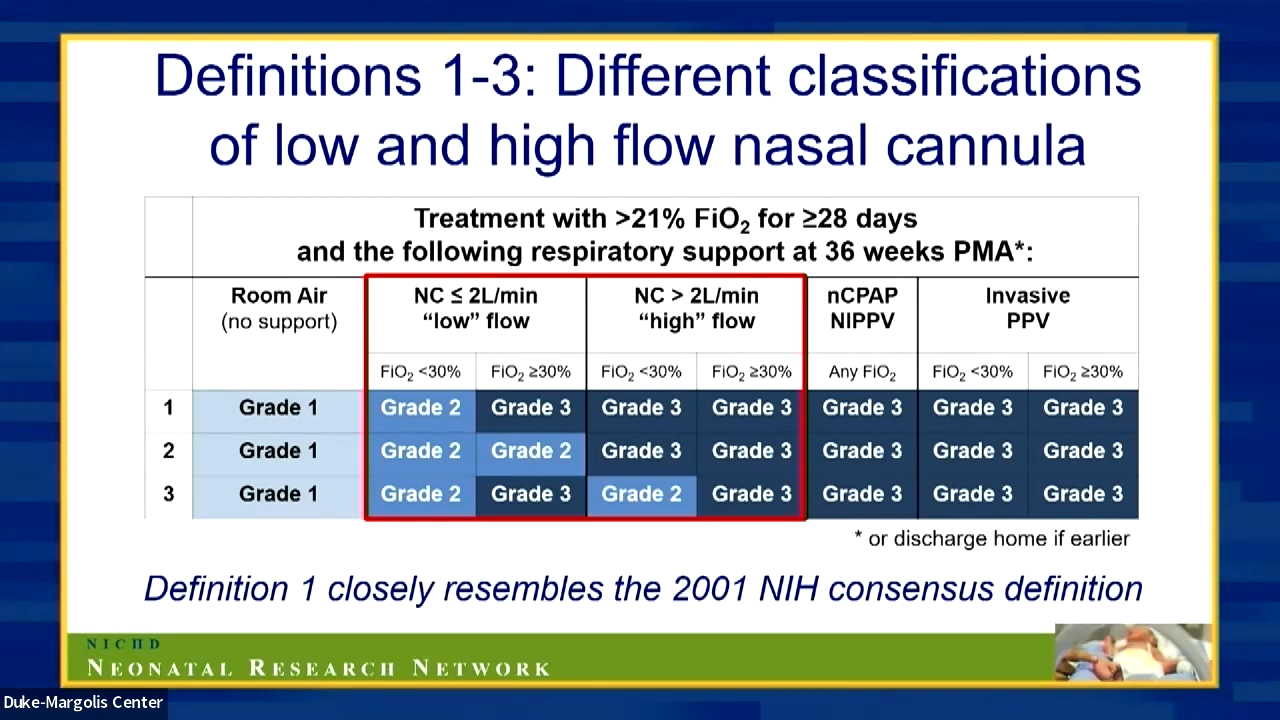 Definitions 1-3: Different classifications
of low and high flow nasal cannula
Treatment with >21% FiO₂ for ≥28 days
and the following respiratory support at 36 weeks PMA*:
Room Air NC ≤ 2L/min NC > 2L/min nCPAP Invasive
(no support) “low” flow “high” flow NIPPV PPV
FiO₂ <30% FiO₂ ≥30% FiO₂ <30% FiO₂ ≥30% Any FiO₂ FiO₂ <30% FiO₂ ≥30%
1 Grade 1 Grade 2 Grade 3 Grade 3 Grade 3 Grade 3 Grade 3 Grade 3
2 Grade 1 Grade 2 Grade 2 Grade 3 Grade 3 Grade 3 Grade 3 Grade 3
3 Grade 1 Grade 2 Grade 3 Grade 2 Grade 3 Grade 3 Grade 3 Grade 3
* or discharge home if earlier
Definition 1 closely resembles the 2001 NIH consensus definition
NICHD
NEONATAL RESEARCH NETWORK
Duke-Margolis Center